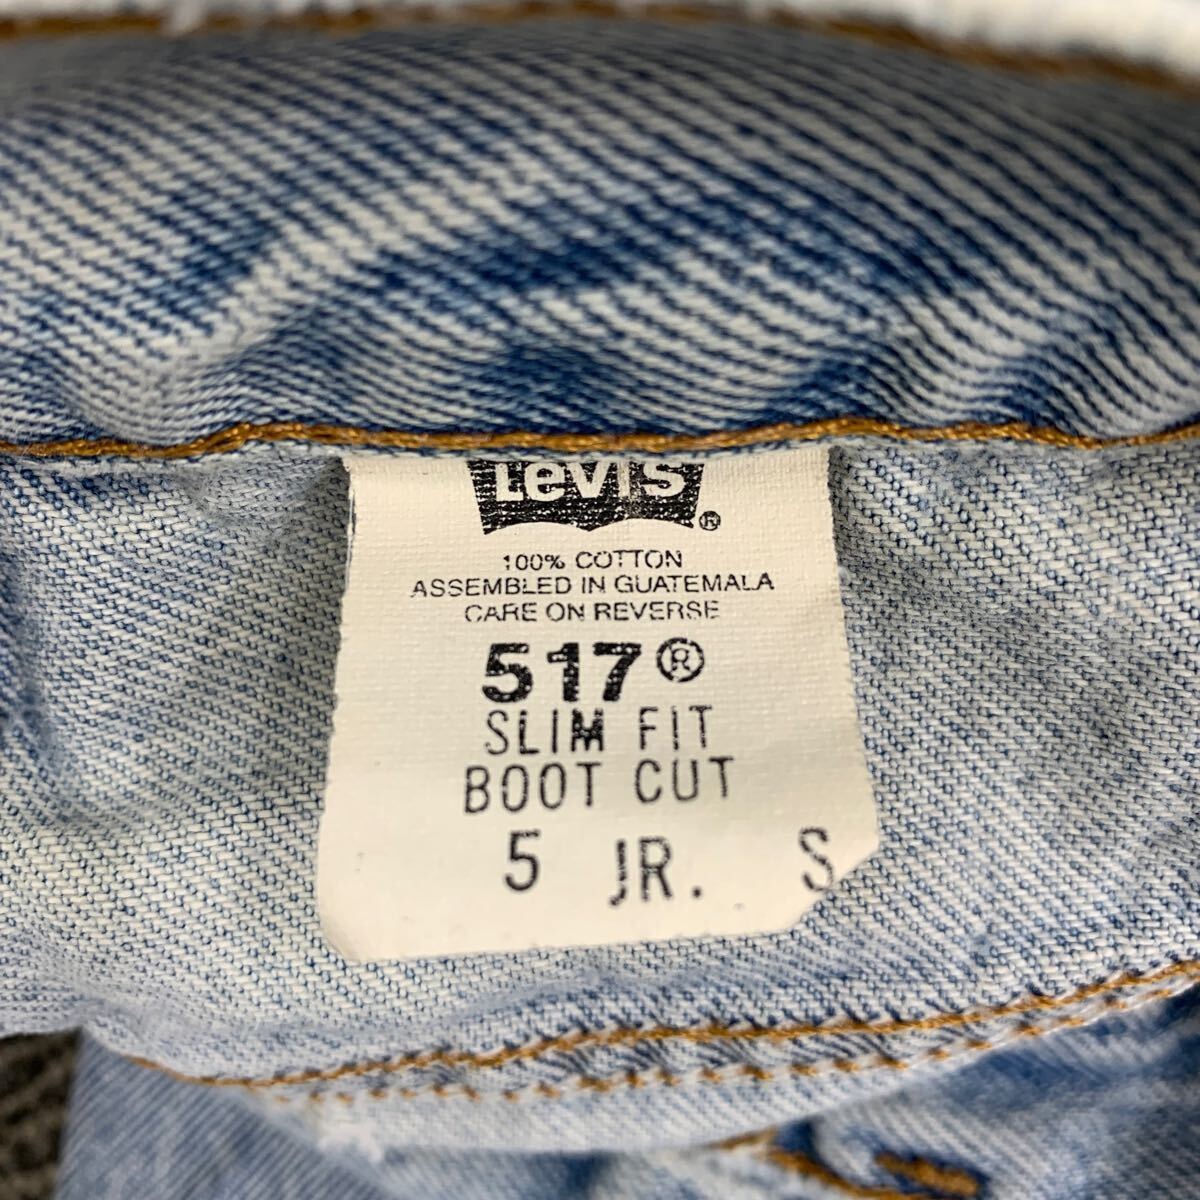 Levi's ®
100% COTTON
ASSEMBLED IN GUATEMALA
CARE ON REVERSE
517®
SLIM FIT
BOOT CUT
5 JR. S